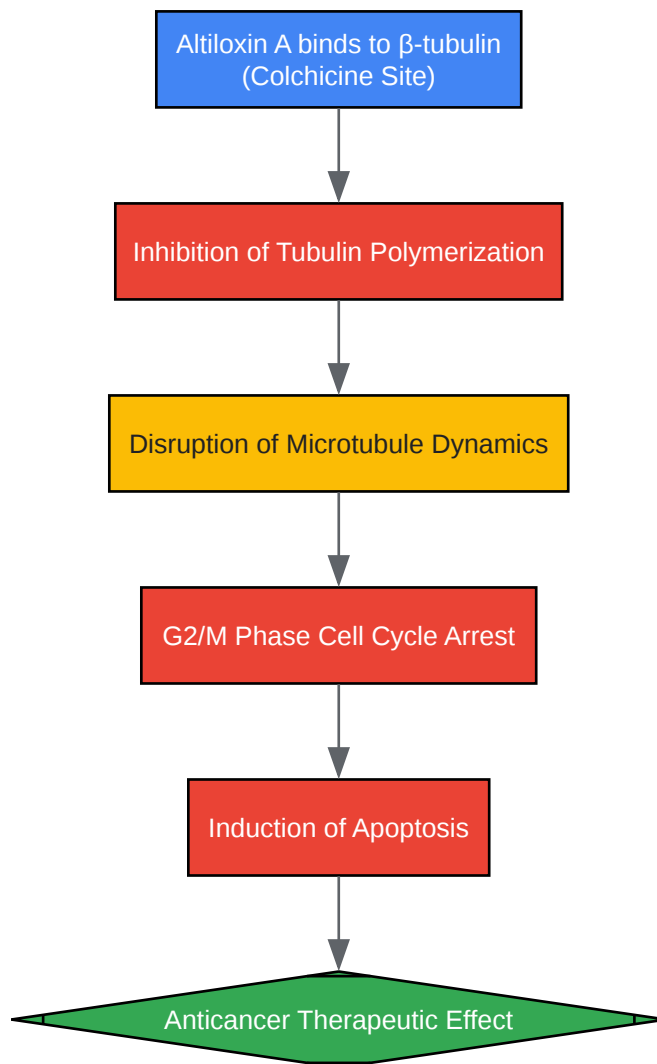 Altiloxin A binds to β-tubulin
(Colchicine Site)
Inhibition of Tubulin Polymerization
Disruption of Microtubule Dynamics
G2/M Phase Cell Cycle Arrest
Induction of Apoptosis
Anticancer Therapeutic Effect